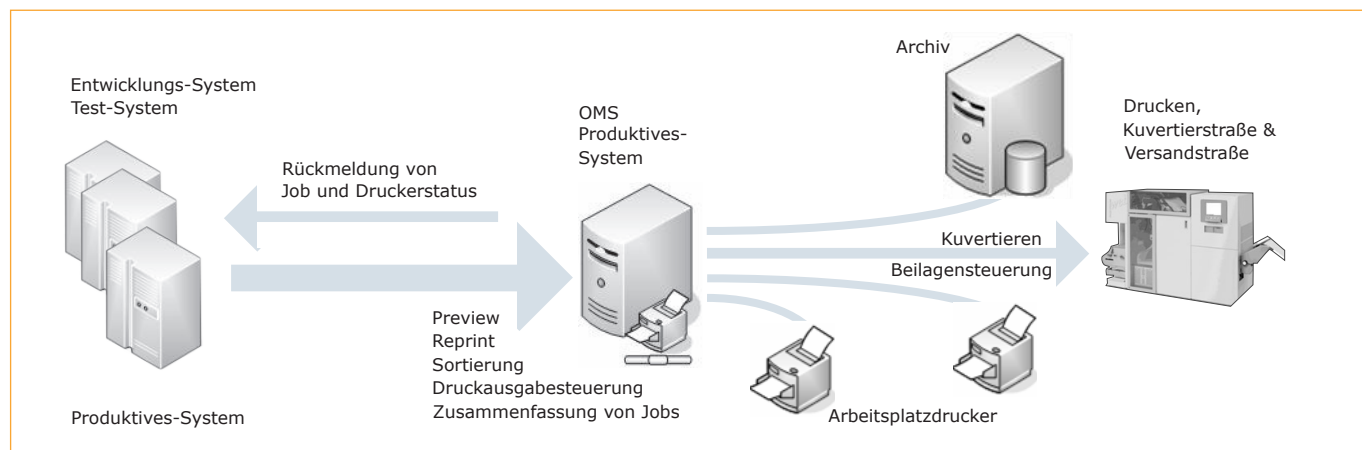 Entwicklungs-System
Test-System
Produktives-System
Rückmeldung von
Job und Druckerstatus
Preview
Reprint
Sortierung
Druckausgabesteuerung
Zusammenfassung von Jobs
OMS
Produktives-
System
Archiv
Kuvertieren
Beilagensteuerung
Arbeitsplatzdrucker
Drucken,
Kuvertierstraße &
Versandstraße